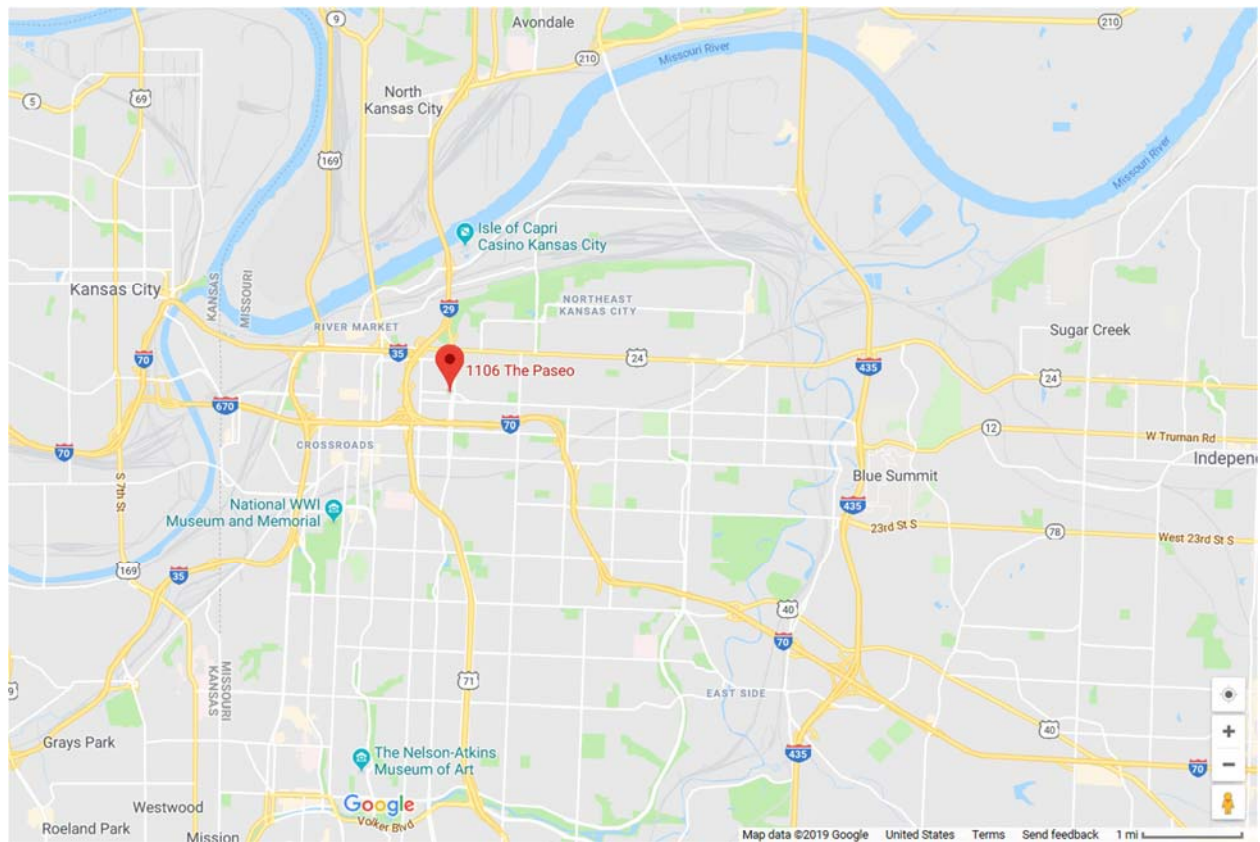 Avondale
9
210
210
Missouri River
North
Kansas City
5
69
169
Missouri River
Isle of Capri
Casino Kansas City
KANSAS
MISSOURI
Kansas City
NORTHEAST
KANSAS CITY
29
RIVER MARKET
Sugar Creek
35
24
70
1106 The Paseo
435
24
670
70
12
W Truman Rd
CROSSROADS
70
Independ
S 7th St
Blue Summit
National WWI
Museum and Memorial
435
23rd St S
78
West 23rd St S
169
35
40
70
MISSOURI
KANSAS
71
EAST SIDE
9
Grays Park
40
The Nelson-Atkins
Museum of Art
435
70
Westwood
Google
Volker Blvd
Roeland Park
Mission
Map data ©2019 Google United States Terms Send feedback 1 mi